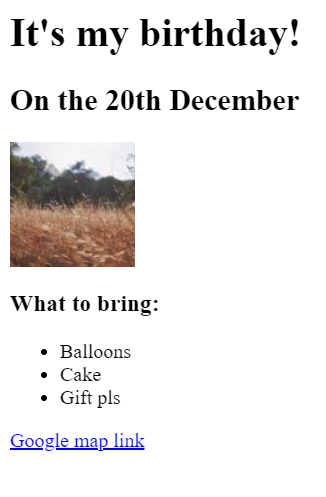 It's my birthday!
On the 20th December
What to bring:
Balloons
Cake
Gift pls
Google map link